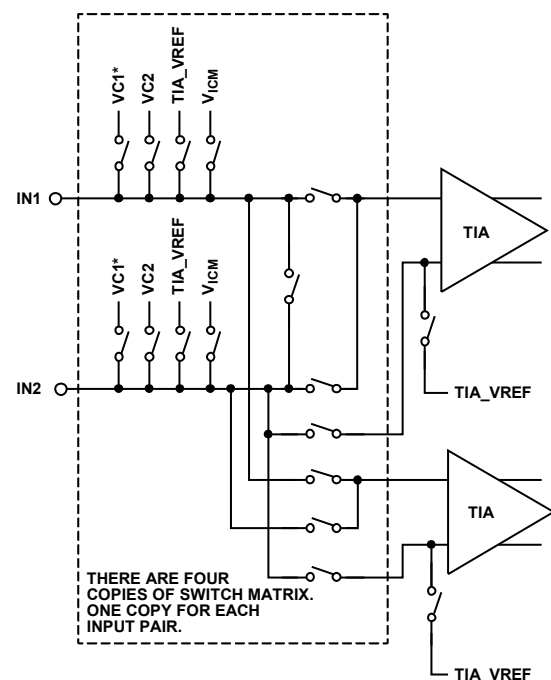 VC1*
VC2
TIA_VREF
VICM
IN1
TIA
VC1*
VC2
TIA_VREF
VICM
IN2
TIA_VREF
TIA
THERE ARE FOUR
COPIES OF SWITCH MATRIX.
ONE COPY FOR EACH
INPUT PAIR.
TIA_VREF